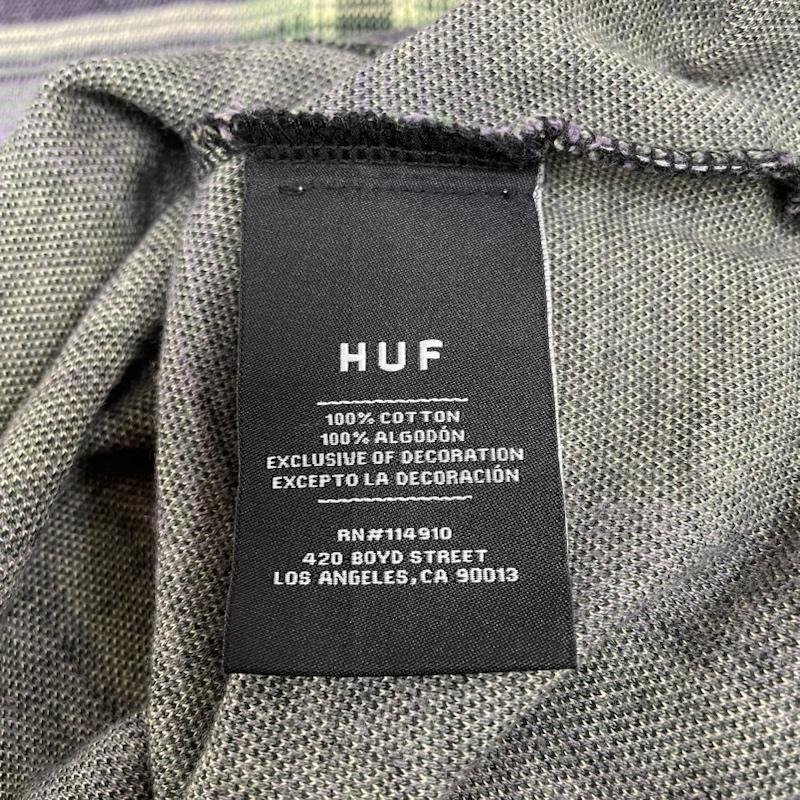 HUF
100% COTTON
100% ALGODÓN
EXCLUSIVE OF DECORATION
EXCEPTO LA DECORACIÓN
RN#114910
420 BOYD STREET
LOS ANGELES,CA 90013